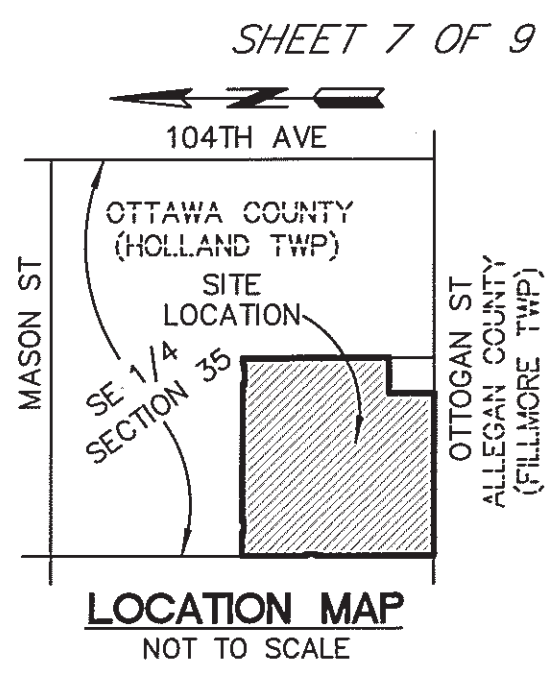 SHEET 7 OF 9
N
104TH AVE
OTTAWA COUNTY
(HOLLAND TWP)
SITE
LOCATION
MASON ST
SE 1/4
SECTION 35
OTTOGAN ST
ALLEGAN COUNTY
(FILLMORE TWP)
LOCATION MAP
NOT TO SCALE